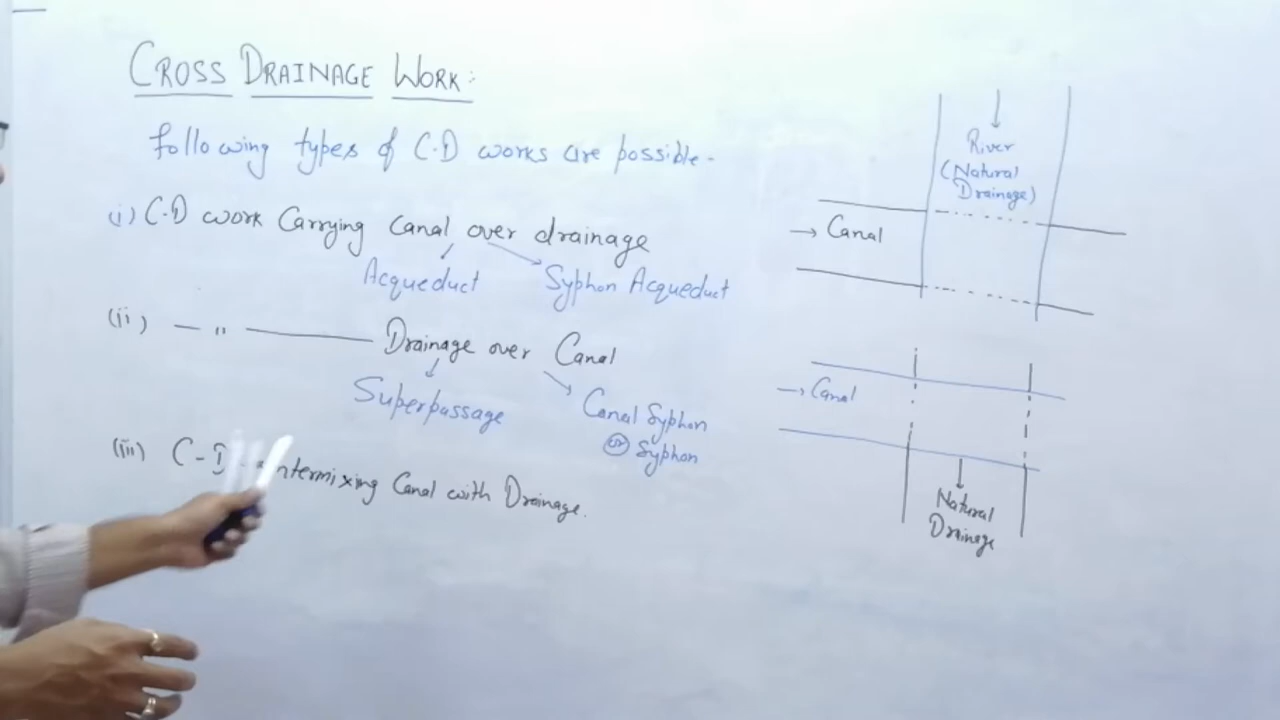 CROSS DRAINAGE WORK:
Following types of C.D works are possible.
(i) C.D work Carrying Canal over drainage
Acqueduct
Syphon Acqueduct
(ii) — " — Drainage over Canal
Superpassage
Canal Syphon
or Syphon
(iii) C-D intermixing Canal with Drainage.
River
(Natural
Drainage)
→ Canal
→ Canal
Natural
Drainage